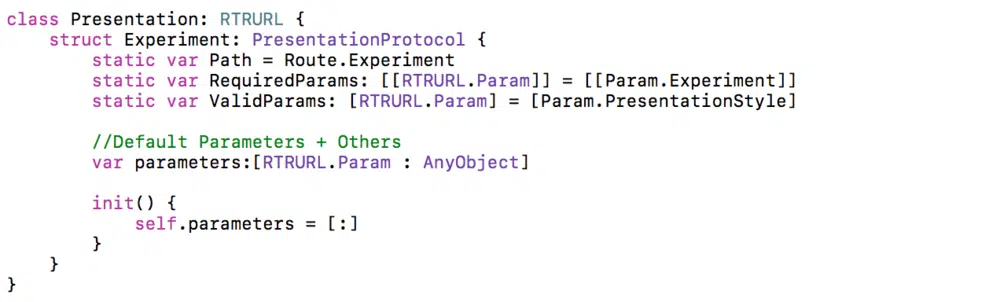 class Presentation: RTRURL {
    struct Experiment: PresentationProtocol {
        static var Path = Route.Experiment
        static var RequiredParams: [[RTRURL.Param]] = [[Param.Experiment]]
        static var ValidParams: [RTRURL.Param] = [Param.PresentationStyle]

        //Default Parameters + Others
        var parameters:[RTRURL.Param : AnyObject]

        init() {
            self.parameters = [:]
        }
    }
}